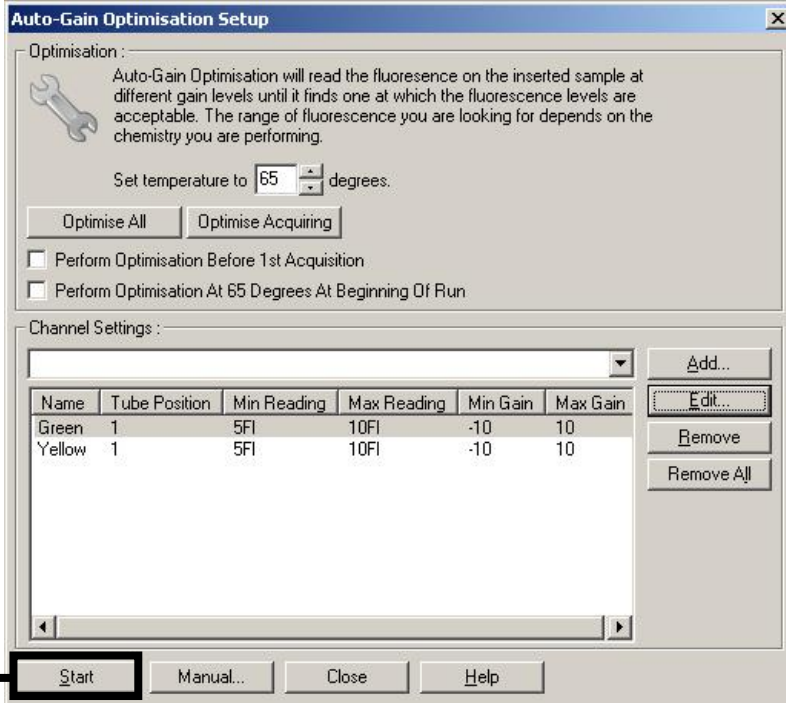 Auto-Gain Optimisation Setup
Optimisation :
Auto-Gain Optimisation will read the fluoresence on the inserted sample at
different gain levels until it finds one at which the fluorescence levels are
acceptable. The range of fluorescence you are looking for depends on the
chemistry you are performing.
Set temperature to 65 degrees.
Optimise All Optimise Acquiring
Perform Optimisation Before 1st Acquisition
Perform Optimisation At 65 Degrees At Beginning Of Run
Channel Settings :
Add...
Name Tube Position Min Reading Max Reading Min Gain Max Gain
Edit...
Green 1 5Fl 10Fl -10 10
Yellow 1 5Fl 10Fl -10 10
Remove
Remove All
Start Manual... Close Help